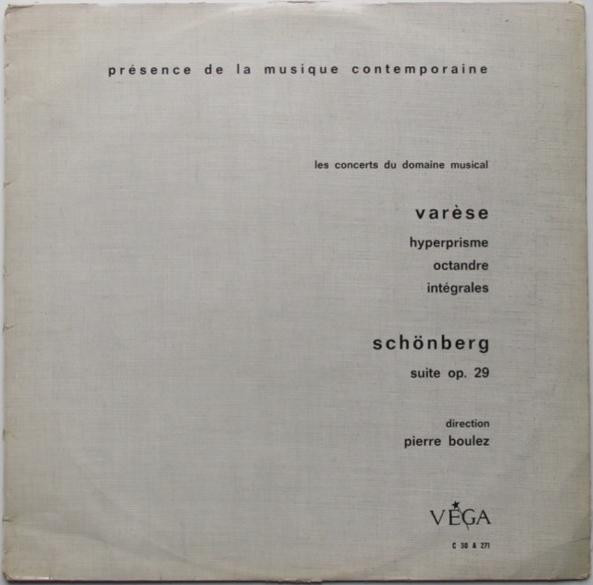 présence de la musique contemporaine
les concerts du domaine musical
varèse
hyperprisme
octandre
intégrales
schönberg
suite op. 29
direction
pierre boulez
VEGA
C 30 A 271